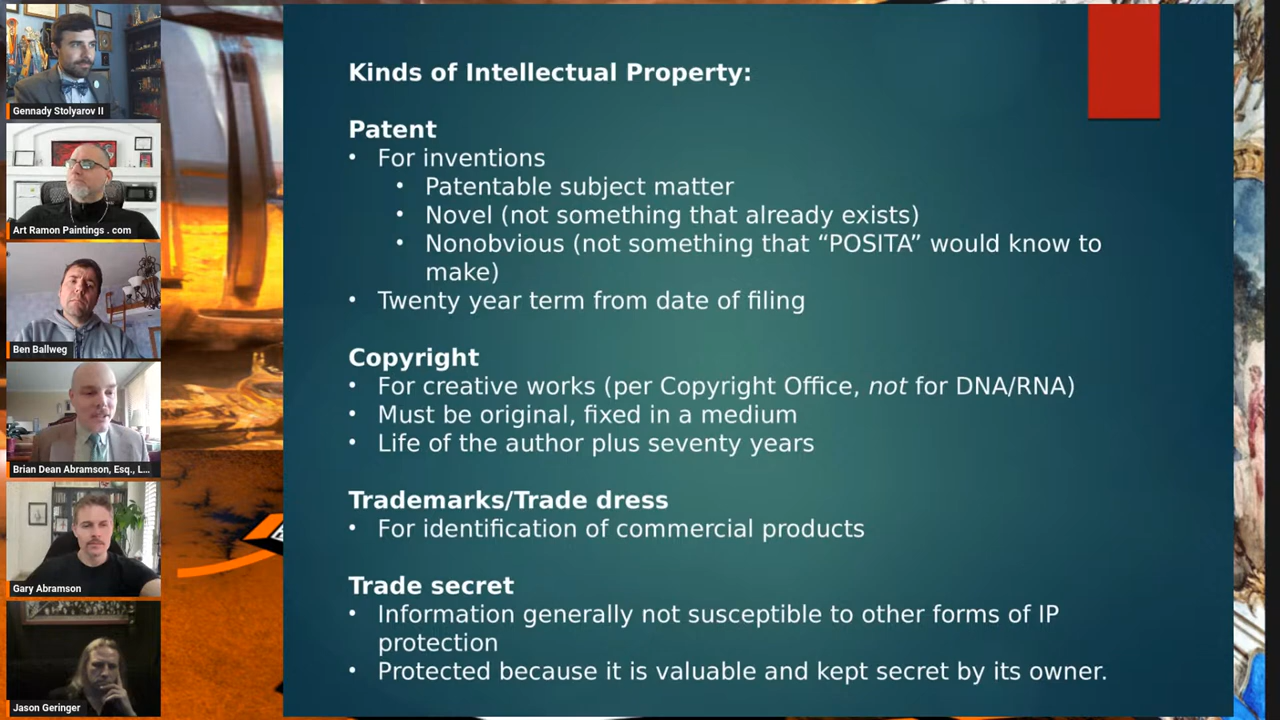 Gennady Stolyarov II
Art Ramon Paintings . com
Ben Ballweg
Brian Dean Abramson, Esq., L...
Gary Abramson
Jason Geringer
Kinds of Intellectual Property:
Patent
• For inventions
• Patentable subject matter
• Novel (not something that already exists)
• Nonobvious (not something that “POSITA” would know to
make)
• Twenty year term from date of filing
Copyright
• For creative works (per Copyright Office, not for DNA/RNA)
• Must be original, fixed in a medium
• Life of the author plus seventy years
Trademarks/Trade dress
• For identification of commercial products
Trade secret
• Information generally not susceptible to other forms of IP
protection
• Protected because it is valuable and kept secret by its owner.